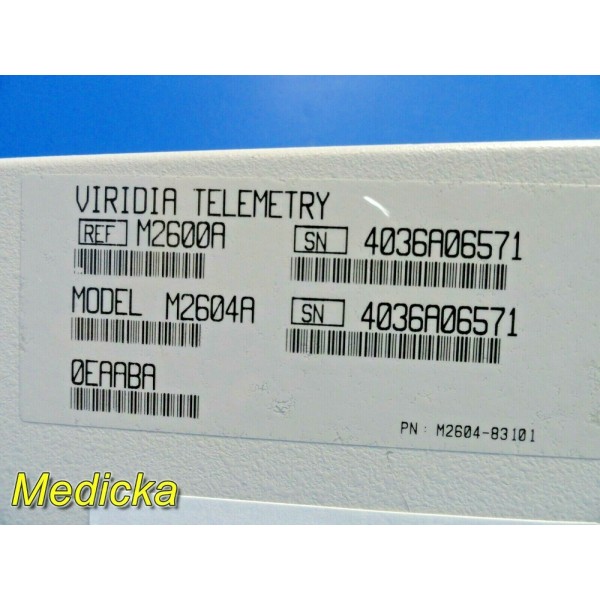 VIRIDIA TELEMETRY
REF M2600A SN 4036A06571
MODEL M2604A SN 4036A06571
0EAABA
PN: M2604-83101
Medicka